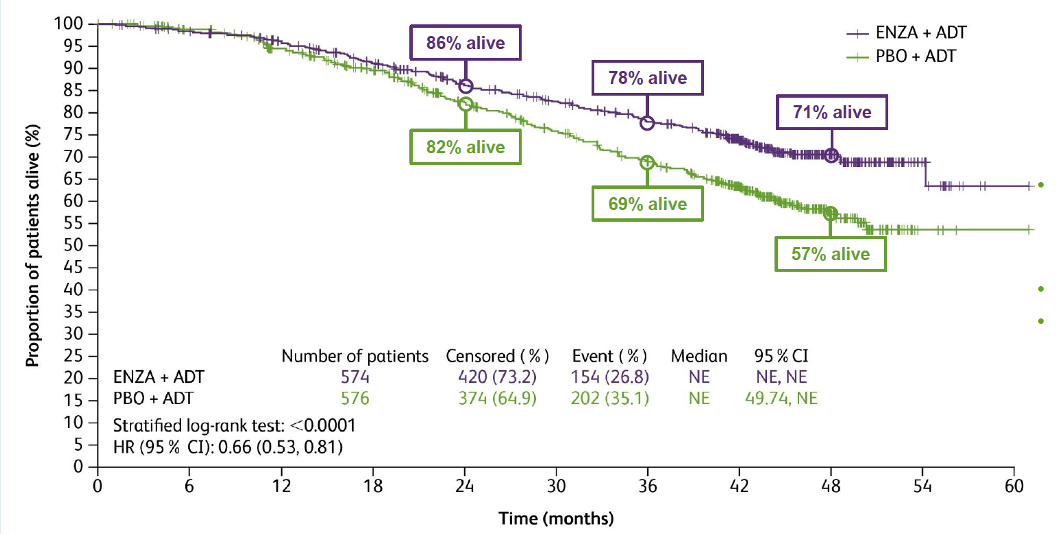 ENZA + ADT
PBO + ADT
Proportion of patients alive (%)
100
95
90
85
80
75
70
65
60
55
50
45
40
35
30
25
20
15
10
5
0
86% alive
78% alive
71% alive
82% alive
69% alive
57% alive
Number of patients Censored (%) Event (%) Median 95% CI
ENZA + ADT 574 420 (73.2) 154 (26.8) NE NE, NE
PBO + ADT 576 374 (64.9) 202 (35.1) NE 49.74, NE
Stratified log-rank test: <0.0001
HR (95% CI): 0.66 (0.53, 0.81)
0 6 12 18 24 30 36 42 48 54 60
Time (months)